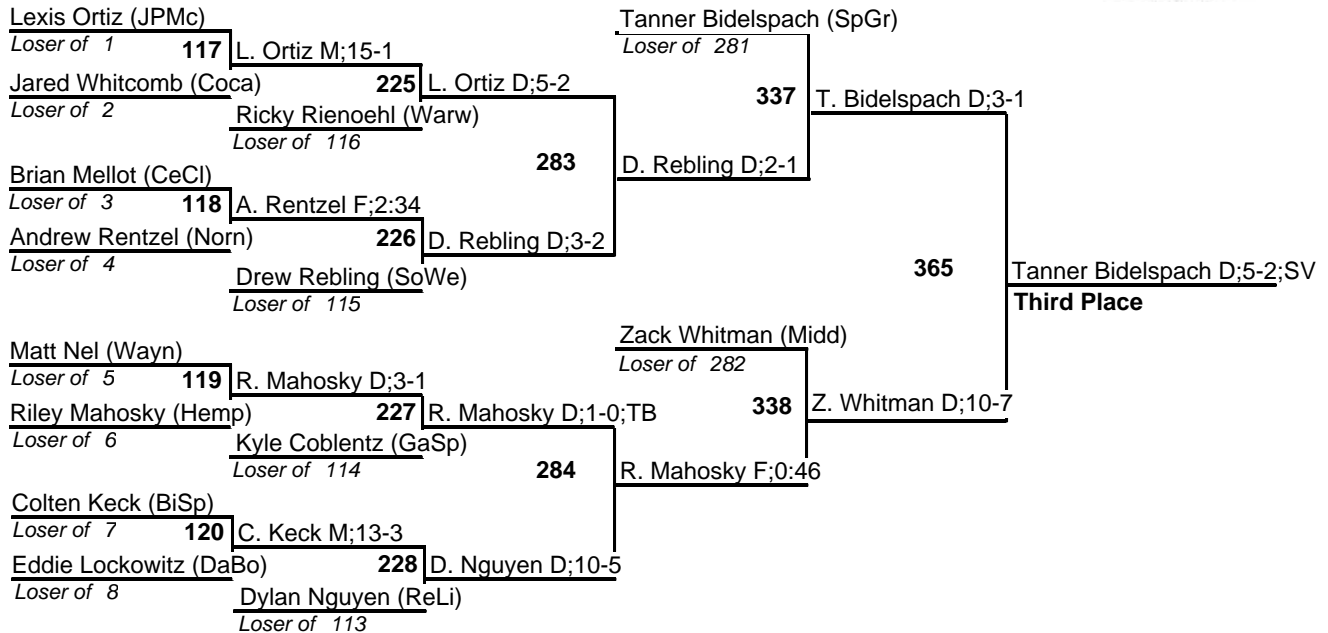 Lexis Ortiz (JPMc)
Loser of 1
117
L. Ortiz M;15-1
Jared Whitcomb (Coca)
Loser of 2
225
L. Ortiz D;5-2
Ricky Rienoehl (Warw)
Loser of 116
283
D. Rebling D;2-1
Brian Mellot (CeCl)
Loser of 3
118
A. Rentzel F;2:34
Andrew Rentzel (Norn)
Loser of 4
226
D. Rebling D;3-2
Drew Rebling (SoWe)
Loser of 115
Matt Nel (Wayn)
Loser of 5
119
R. Mahosky D;3-1
Riley Mahosky (Hemp)
Loser of 6
227
R. Mahosky D;1-0;TB
Kyle Coblentz (GaSp)
Loser of 114
284
R. Mahosky F;0:46
Colten Keck (BiSp)
Loser of 7
120
C. Keck M;13-3
Eddie Lockowitz (DaBo)
Loser of 8
228
D. Nguyen D;10-5
Dylan Nguyen (ReLi)
Loser of 113
Tanner Bidelspach (SpGr)
Loser of 281
337
T. Bidelspach D;3-1
Zack Whitman (Midd)
Loser of 282
338
Z. Whitman D;10-7
365
Tanner Bidelspach D;5-2;SV
Third Place